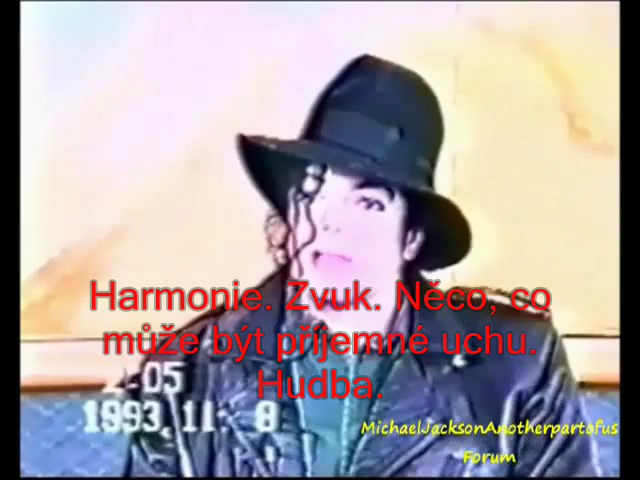 Harmonie. Zvuk. Něco, co
může být příjemné uchu.
Hudba.
2:05
1993.11: 8
MichaelJacksonAnotherpartofus
Forum